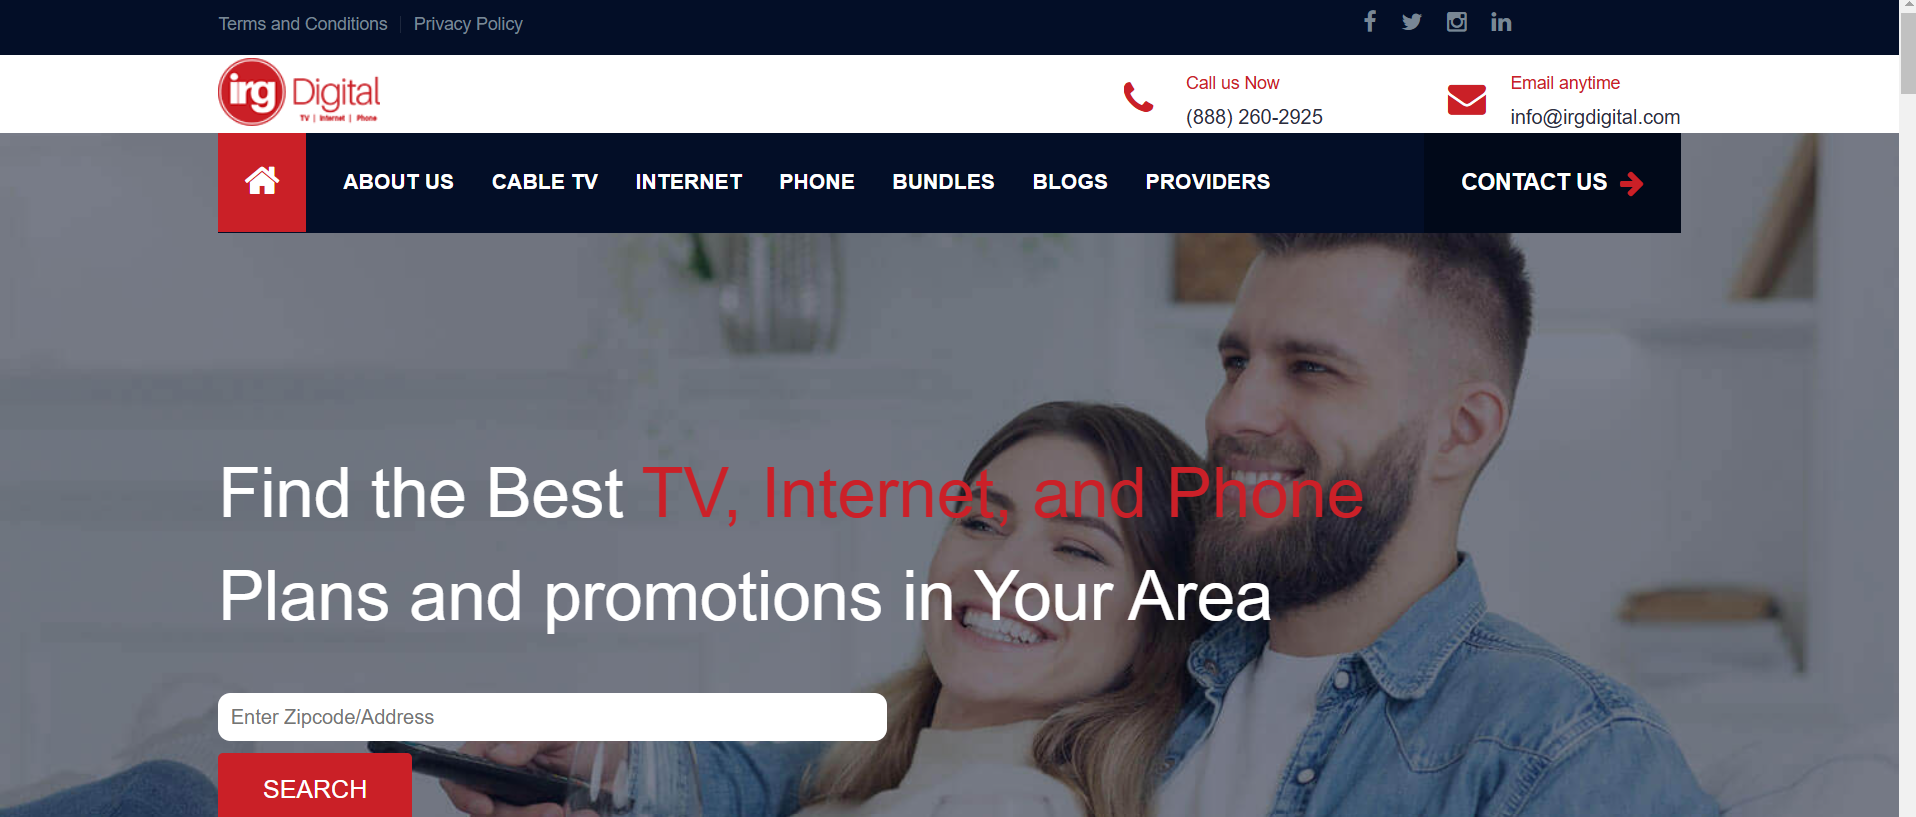 Terms and Conditions | Privacy Policy
irg Digital
TV | Internet | Phone
Call us Now
(888) 260-2925
Email anytime
info@irgdigital.com
ABOUT US CABLE TV INTERNET PHONE BUNDLES BLOGS PROVIDERS CONTACT US
Find the Best TV, Internet, and Phone
Plans and promotions in Your Area
Enter Zipcode/Address
SEARCH